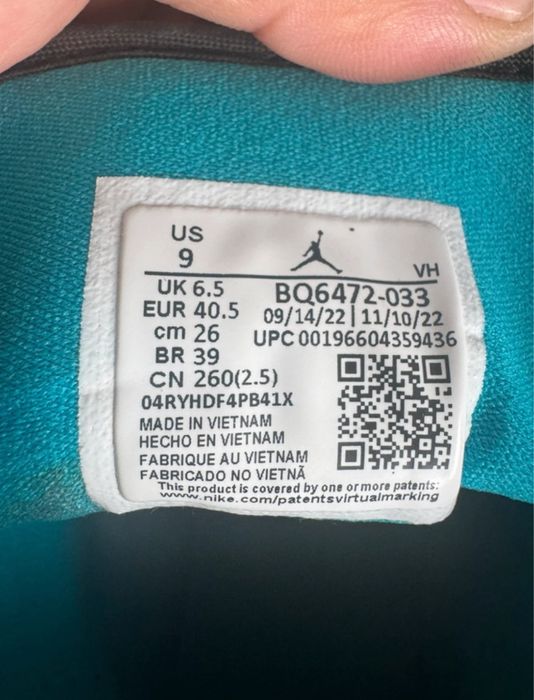 US
9
VH
UK 6.5
EUR 40.5
cm 26
BR 39
CN 260(2.5)
BQ6472-033
09/14/22 | 11/10/22
UPC 00196604359436
04RYHDF4PB41X
MADE IN VIETNAM
HECHO EN VIETNAM
FABRIQUE AU VIETNAM
FABRICADO NO VIETNÃ
This product is covered by one or more patents:
www.nike.com/patentsvirtualmarking